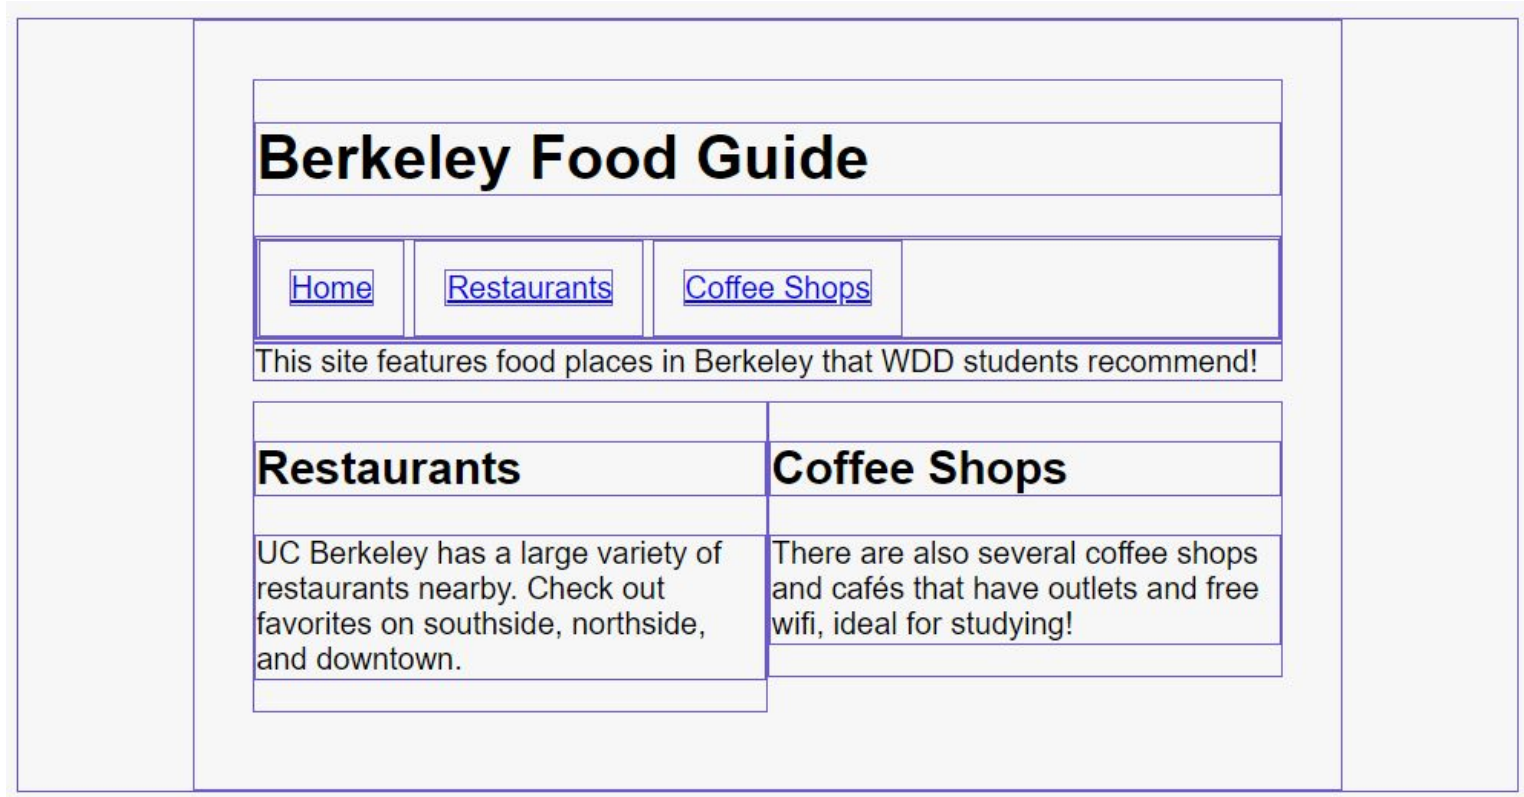 Berkeley Food Guide
Home Restaurants Coffee Shops
This site features food places in Berkeley that WDD students recommend!
Restaurants
UC Berkeley has a large variety of
restaurants nearby. Check out
favorites on southside, northside,
and downtown.
Coffee Shops
There are also several coffee shops
and cafés that have outlets and free
wifi, ideal for studying!